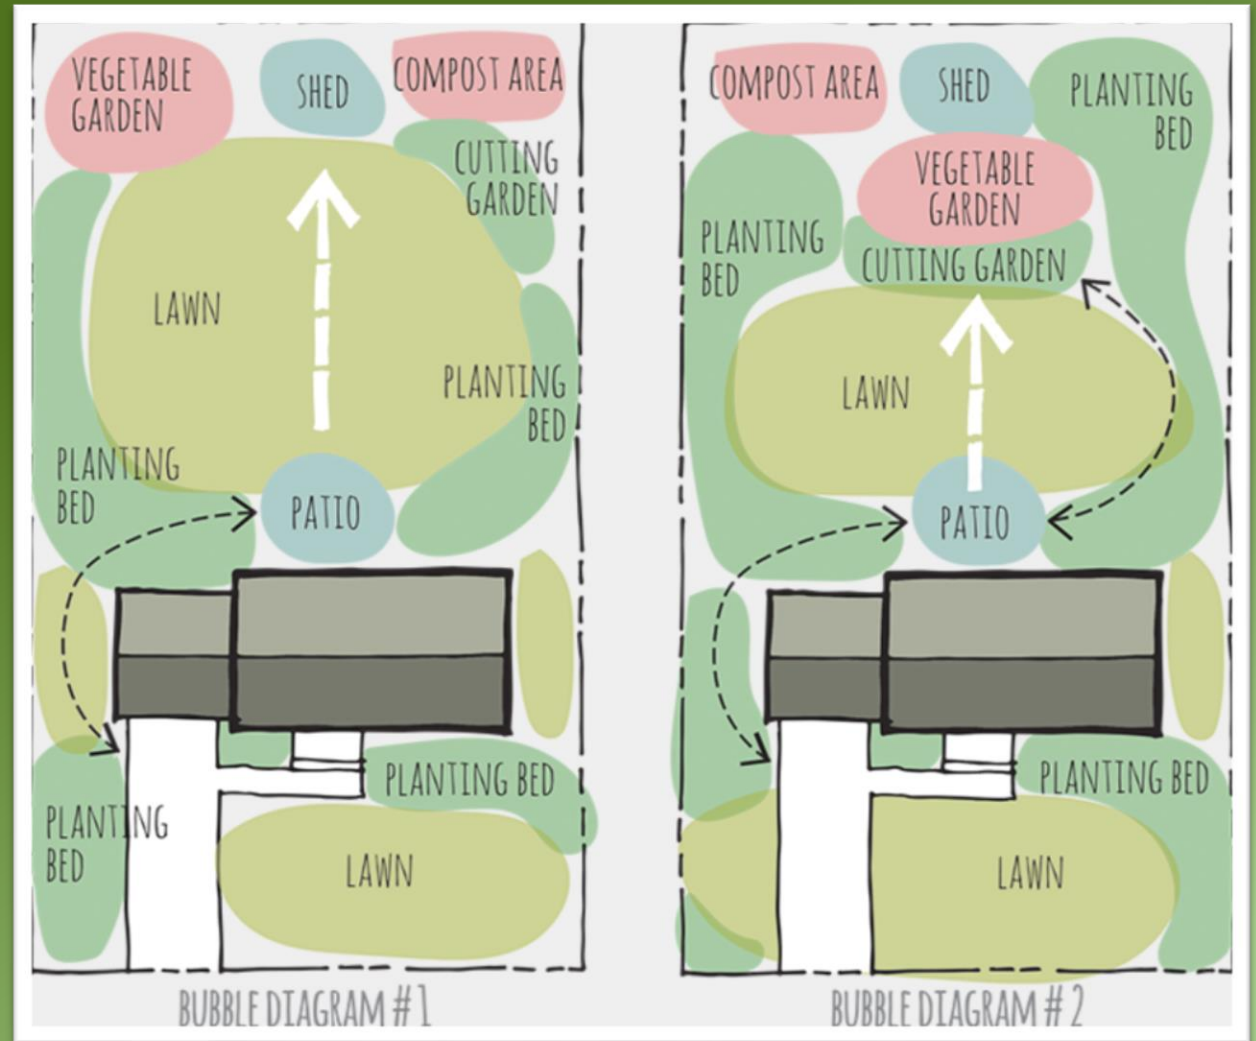 VEGETABLE
GARDEN
SHED
COMPOST AREA
CUTTING
GARDEN
LAWN
PLANTING
BED
PLANTING
BED
PATIO
PLANTING BED
PLANTING
BED
LAWN
BUBBLE DIAGRAM #1
COMPOST AREA
SHED
PLANTING
BED
VEGETABLE
GARDEN
PLANTING
BED
CUTTING GARDEN
LAWN
PATIO
PLANTING BED
LAWN
BUBBLE DIAGRAM #2